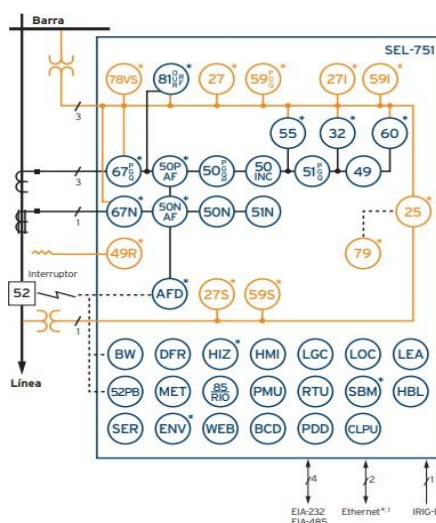 Barra
SEL-751
78VS* 81 O U R RF * 27* 59 P G Q * 27I* 59I*
3
55* 32* 60*
3
67 P G Q * 50P AF * 50 P G Q 50 INC 51 P G Q 49
1
67N* 50N AF * 50N 51N 25*
49R* 79*
Interruptor
52
AFD* 27S* 59S*
1
BW DFR HIZ* HMI LGC LOC LEA
Línea
52PB MET 85 RIO PMU RTU SBM* HBL
SER ENV* WEB BCD PDD CLPU
4 2 1
EIA-232 Ethernet*,1 IRIG-
EIA-485